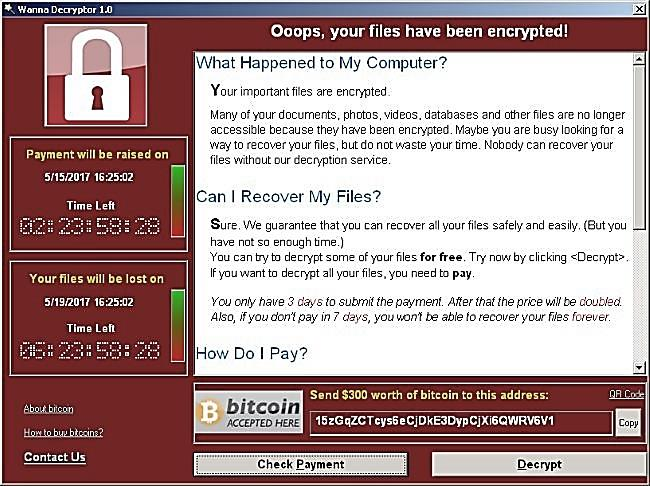 Wanna Decryptor 1.0
Ooops, your files have been encrypted!
Payment will be raised on
5/15/2017 16:25:02
Time Left
02:23:58:28
Your files will be lost on
5/19/2017 16:25:02
Time Left
06:23:58:28
About bitcoin
How to buy bitcoins?
Contact Us
What Happened to My Computer?
Your important files are encrypted.
Many of your documents, photos, videos, databases and other files are no longer
accessible because they have been encrypted. Maybe you are busy looking for a
way to recover your files, but do not waste your time. Nobody can recover your
files without our decryption service.
Can I Recover My Files?
Sure. We guarantee that you can recover all your files safely and easily. (But you
have not so enough time.)
You can try to decrypt some of your files for free. Try now by clicking <Decrypt>.
If you want to decrypt all your files, you need to pay.
You only have 3 days to submit the payment. After that the price will be doubled.
Also, if you don't pay in 7 days, you won't be able to recover your files forever.
How Do I Pay?
bitcoin
ACCEPTED HERE
Send $300 worth of bitcoin to this address:
QR Code
15zGqZCTcys6eCjDkE3DypCjXi6QWRV6V1
Copy
Check Payment
Decrypt